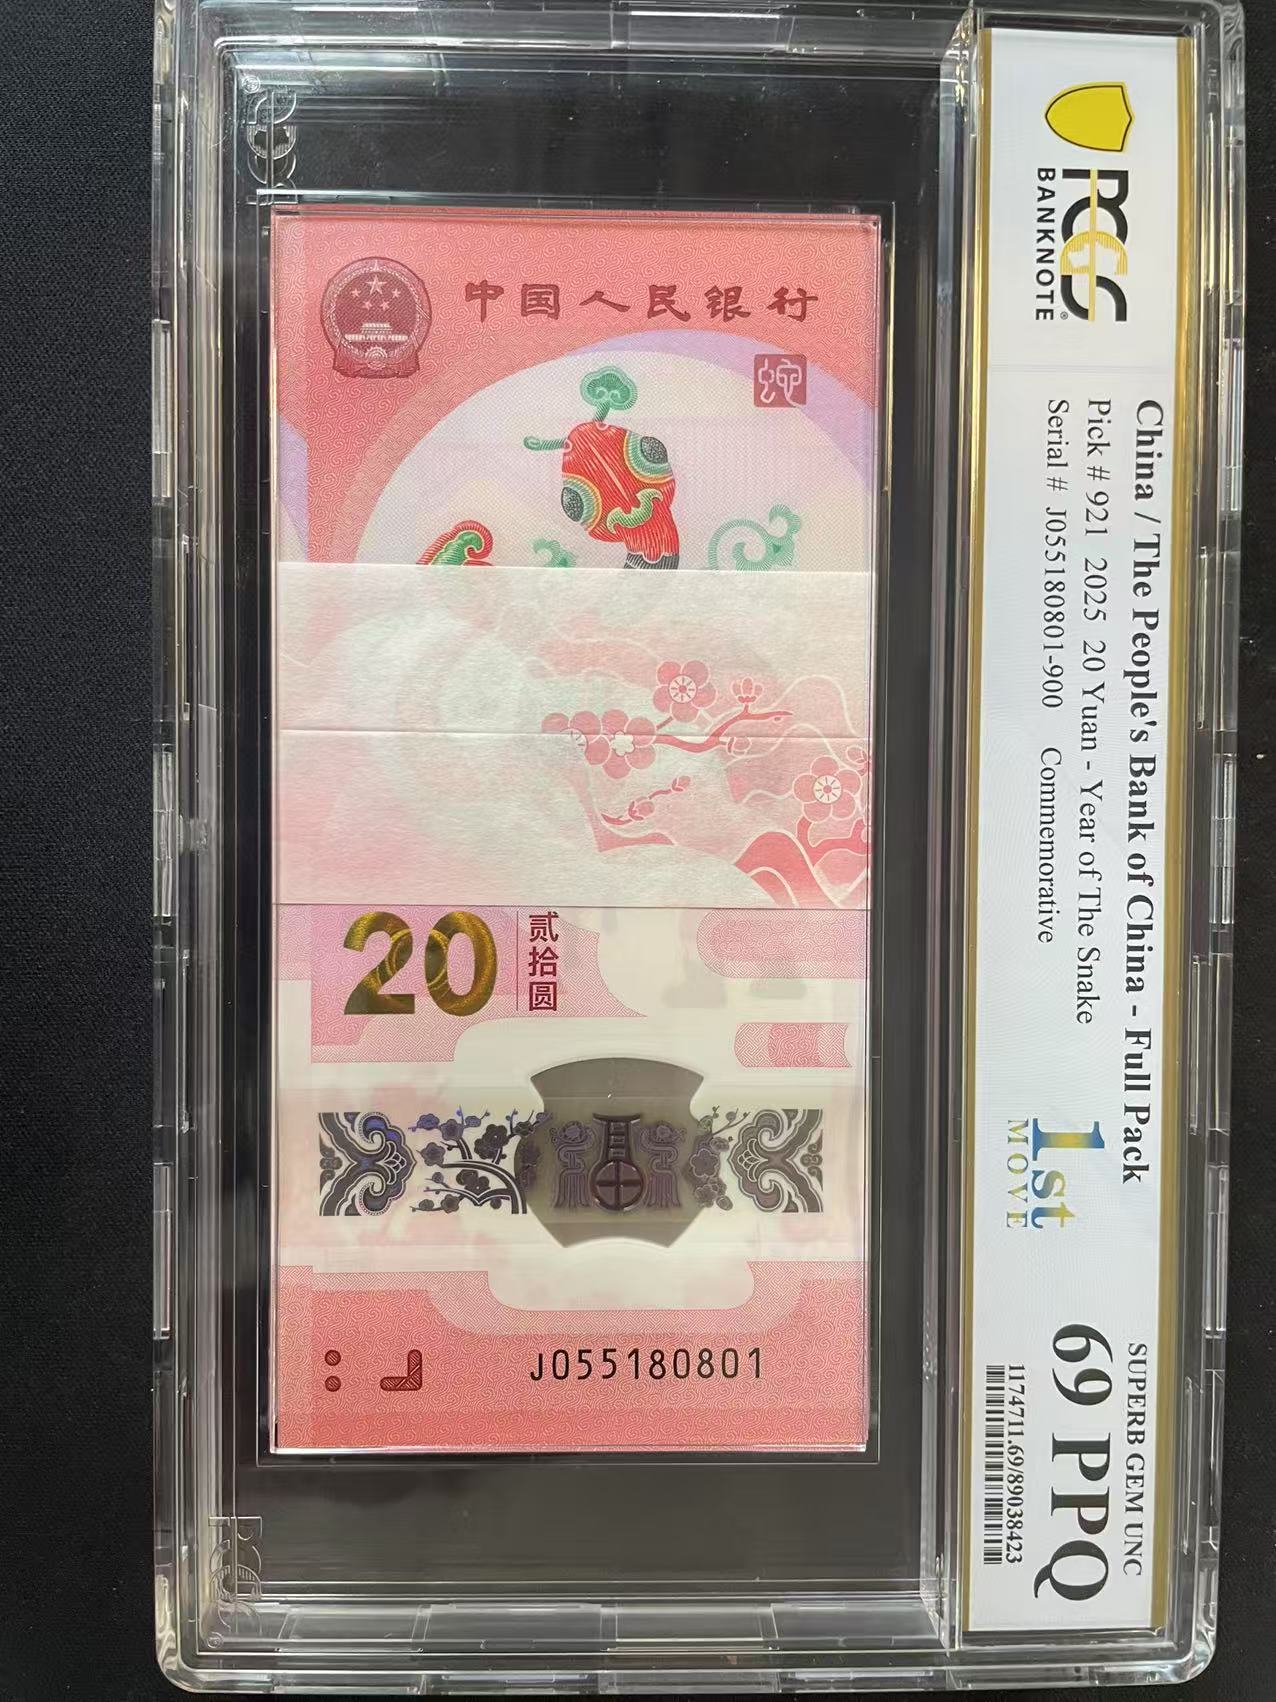 PCGS
BANKNOTE
China / The People's Bank of China - Full Pack
Pick # 921 2025 20 Yuan - Year of The Snake
Serial # J055180801-900 Commemorative
1st
MOVE
SUPERB GEM UNC
69 PPQ
1174711.69/89038423
中国人民银行
蛇
20
贰拾圆
J055180801
PCGS